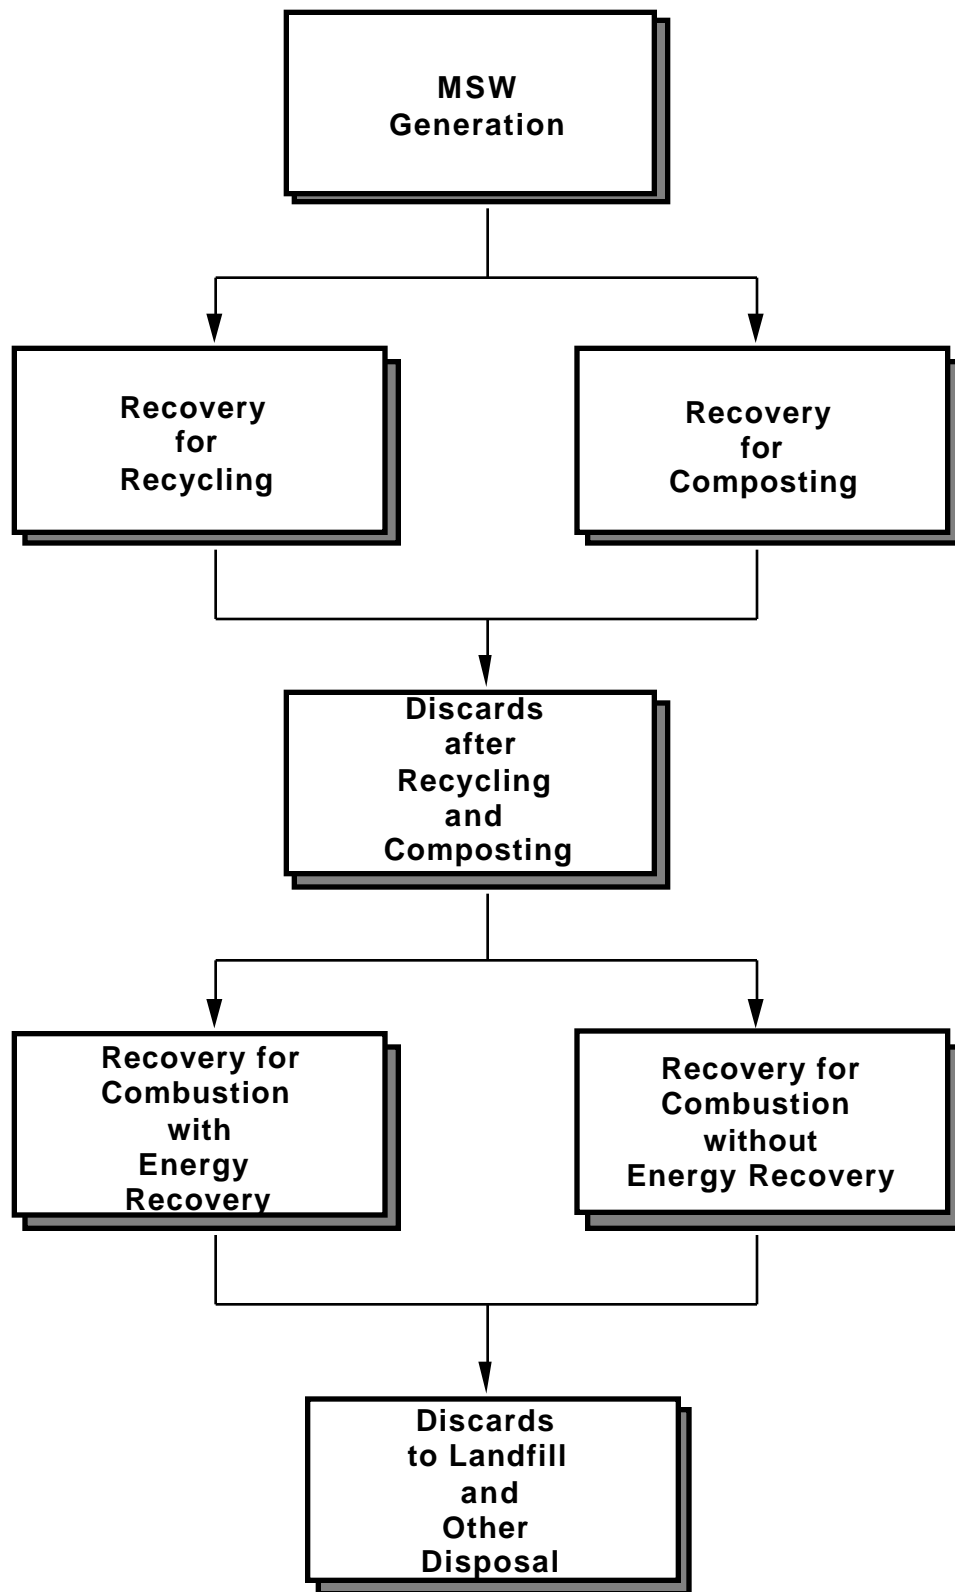 MSW
Generation
Recovery
for
Recycling
Recovery
for
Composting
Discards
after
Recycling
and
Composting
Recovery for
Combustion
with
Energy
Recovery
Recovery for
Combustion
without
Energy Recovery
Discards
to Landfill
and
Other
Disposal